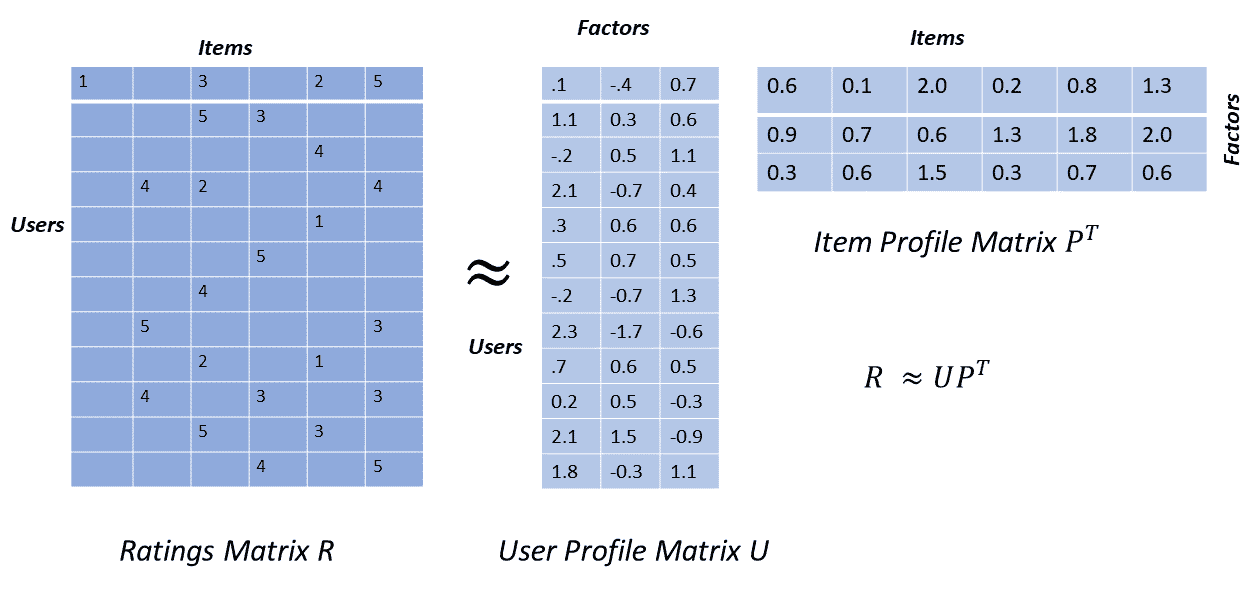 Items
1 3 2 5
5 3
4
4 2 4
1
5
4
5 3
2 1
4 3 3
5 3
4 5
Users
Ratings Matrix R
≈
Factors
.1 -.4 0.7
1.1 0.3 0.6
-.2 0.5 1.1
2.1 -0.7 0.4
.3 0.6 0.6
.5 0.7 0.5
-.2 -0.7 1.3
2.3 -1.7 -0.6
.7 0.6 0.5
0.2 0.5 -0.3
2.1 1.5 -0.9
1.8 -0.3 1.1
Users
User Profile Matrix U
Items
0.6 0.1 2.0 0.2 0.8 1.3
0.9 0.7 0.6 1.3 1.8 2.0
0.3 0.6 1.5 0.3 0.7 0.6
Factors
Item Profile Matrix P^T
R ≈ UP^T